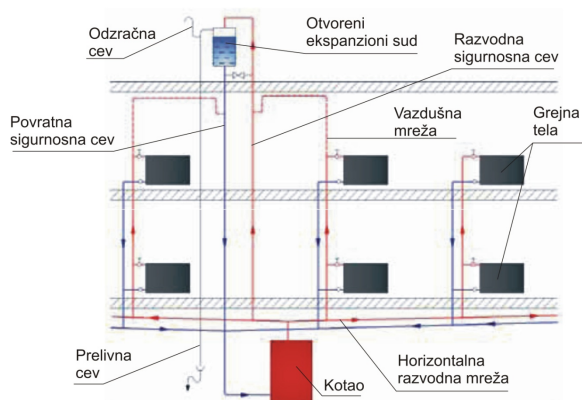 Odzračna
cev
Otvoreni
ekspanzioni sud
Razvodna
sigurnosna cev
Povratna
sigurnosna cev
Vazdušna
mreža
Grejna
tela
Prelivna
cev
Kotao
Horizontalna
razvodna mreža